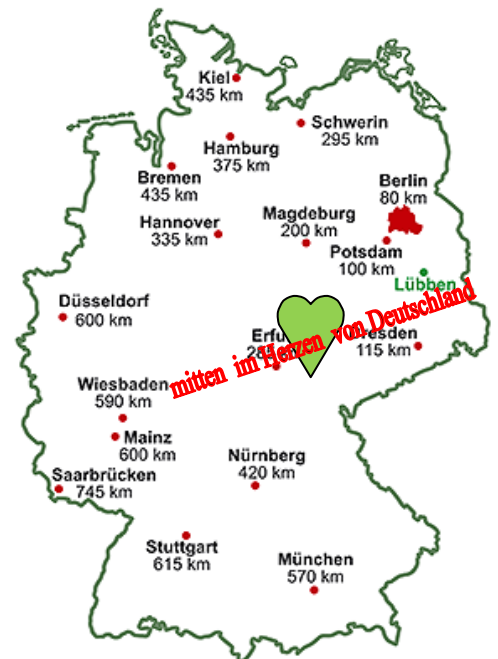 Kiel
435 km
Schwerin
295 km
Hamburg
375 km
Bremen
435 km
Berlin
80 km
Magdeburg
200 km
Hannover
335 km
Potsdam
100 km
Lübben
Düsseldorf
600 km
mitten im Herzen von Deutschland
115 km
Wiesbaden
590 km
Mainz
600 km
Nürnberg
420 km
Saarbrücken
745 km
Stuttgart
615 km
München
570 km